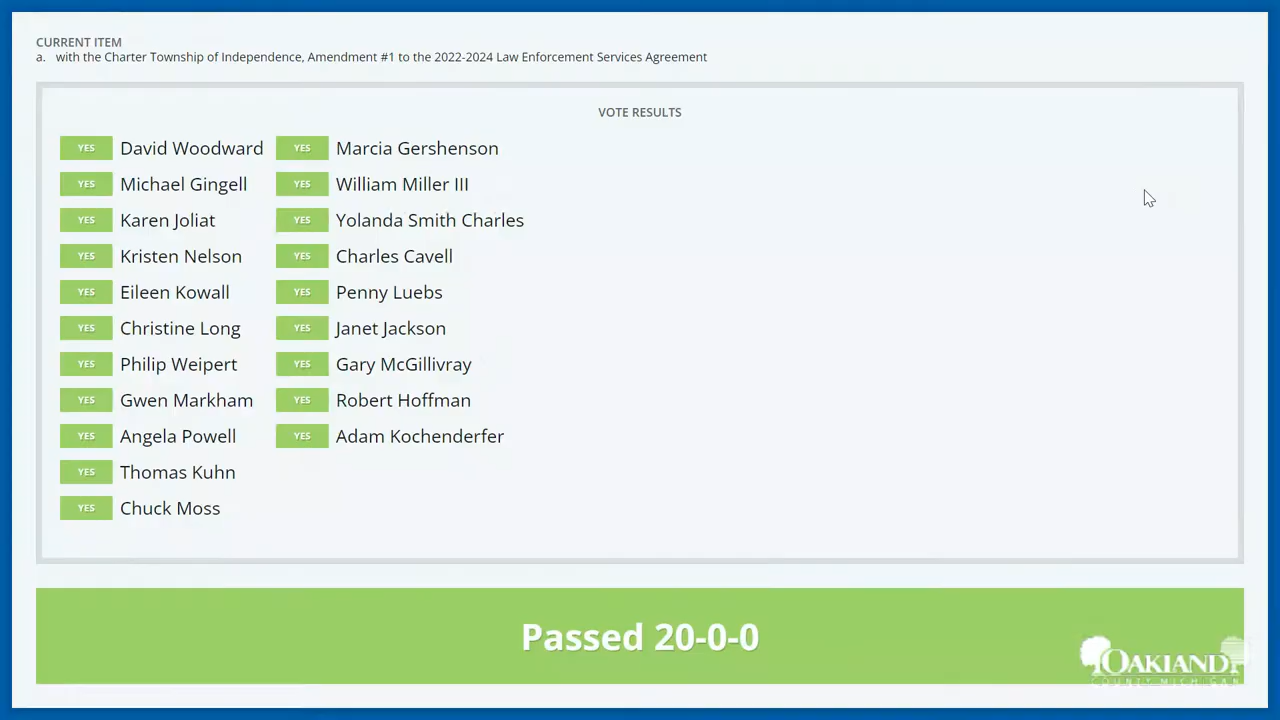 CURRENT ITEM
a. with the Charter Township of Independence, Amendment #1 to the 2022-2024 Law Enforcement Services Agreement
VOTE RESULTS
YES David Woodward
YES Michael Gingell
YES Karen Joliat
YES Kristen Nelson
YES Eileen Kowall
YES Christine Long
YES Philip Weipert
YES Gwen Markham
YES Angela Powell
YES Thomas Kuhn
YES Chuck Moss
YES Marcia Gershenson
YES William Miller III
YES Yolanda Smith Charles
YES Charles Cavell
YES Penny Luebs
YES Janet Jackson
YES Gary McGillivray
YES Robert Hoffman
YES Adam Kochenderfer
Passed 20-0-0
OAKLAND
COUNTY MICHIGAN